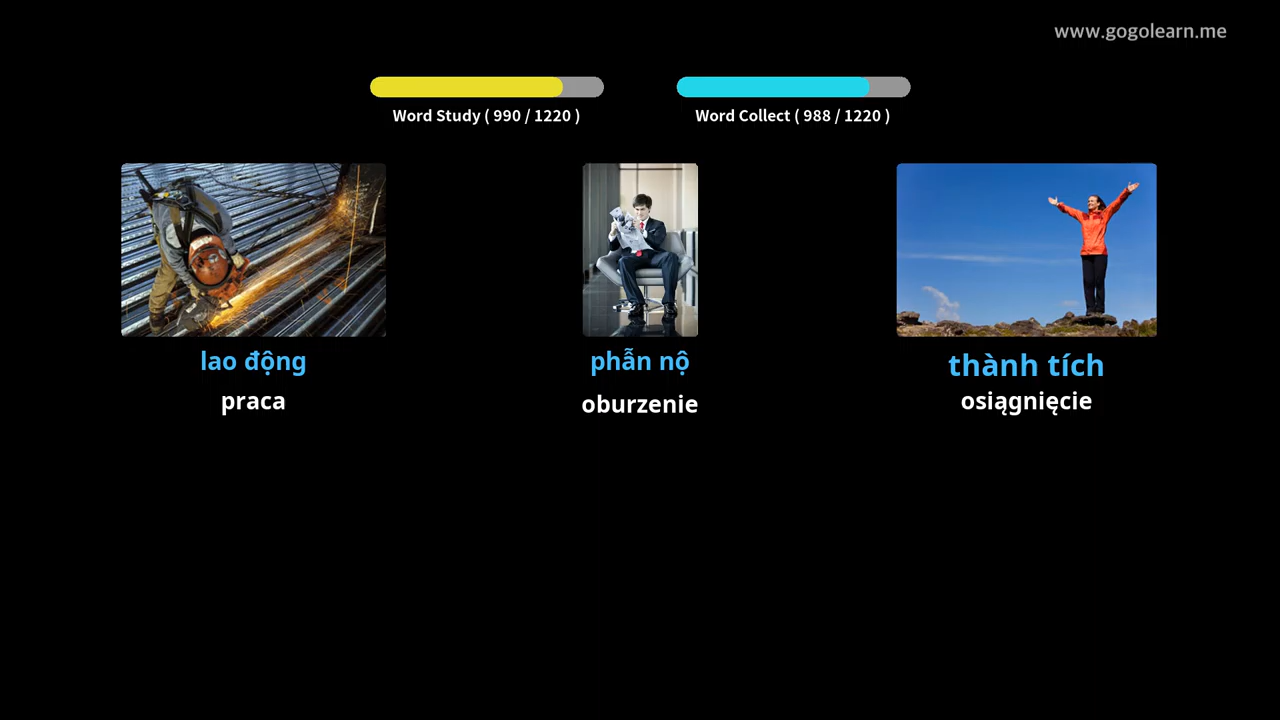 www.gogolearn.me
Word Study ( 990 / 1220 )
Word Collect ( 988 / 1220 )
lao động
phẫn nộ
thành tích
praca
oburzenie
osiągnięcie